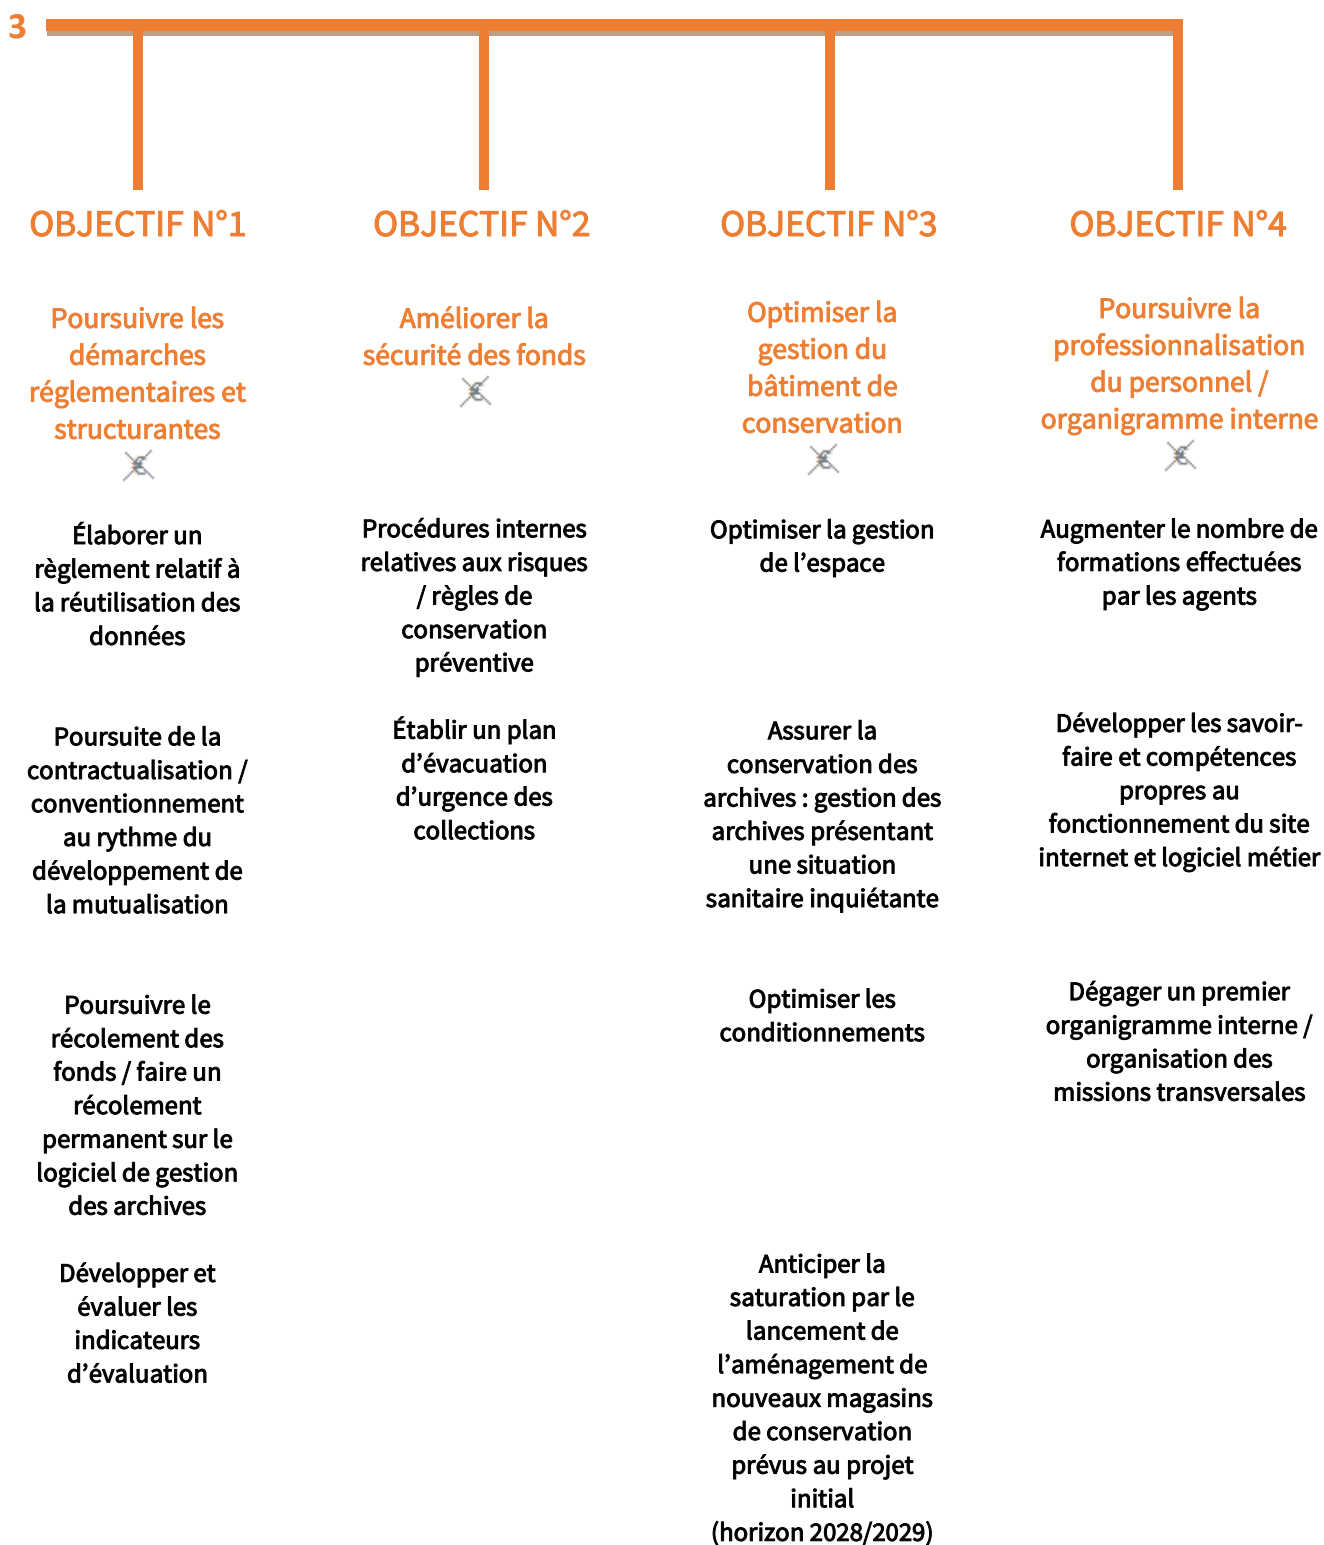 3
OBJECTIF N°1
Poursuivre les
démarches
réglementaires et
structurantes
€
Élaborer un
règlement relatif à
la réutilisation des
données
Poursuite de la
contractualisation /
conventionnement
au rythme du
développement de
la mutualisation
Poursuivre le
récolement des
fonds / faire un
récolement
permanent sur le
logiciel de gestion
des archives
Développer et
évaluer les
indicateurs
d’évaluation
OBJECTIF N°2
Améliorer la
sécurité des fonds
€
Procédures internes
relatives aux risques
/ règles de
conservation
préventive
Établir un plan
d’évacuation
d’urgence des
collections
OBJECTIF N°3
Optimiser la
gestion du
bâtiment de
conservation
€
Optimiser la gestion
de l’espace
Assurer la
conservation des
archives : gestion des
archives présentant
une situation
sanitaire inquiétante
Optimiser les
conditionnements
Anticiper la
saturation par le
lancement de
l’aménagement de
nouveaux magasins
de conservation
prévus au projet
initial
(horizon 2028/2029)
OBJECTIF N°4
Poursuivre la
professionnalisation
du personnel /
organigramme interne
€
Augmenter le nombre de
formations effectuées
par les agents
Développer les savoir-
faire et compétences
propres au
fonctionnement du site
internet et logiciel métier
Dégager un premier
organigramme interne /
organisation des
missions transversales